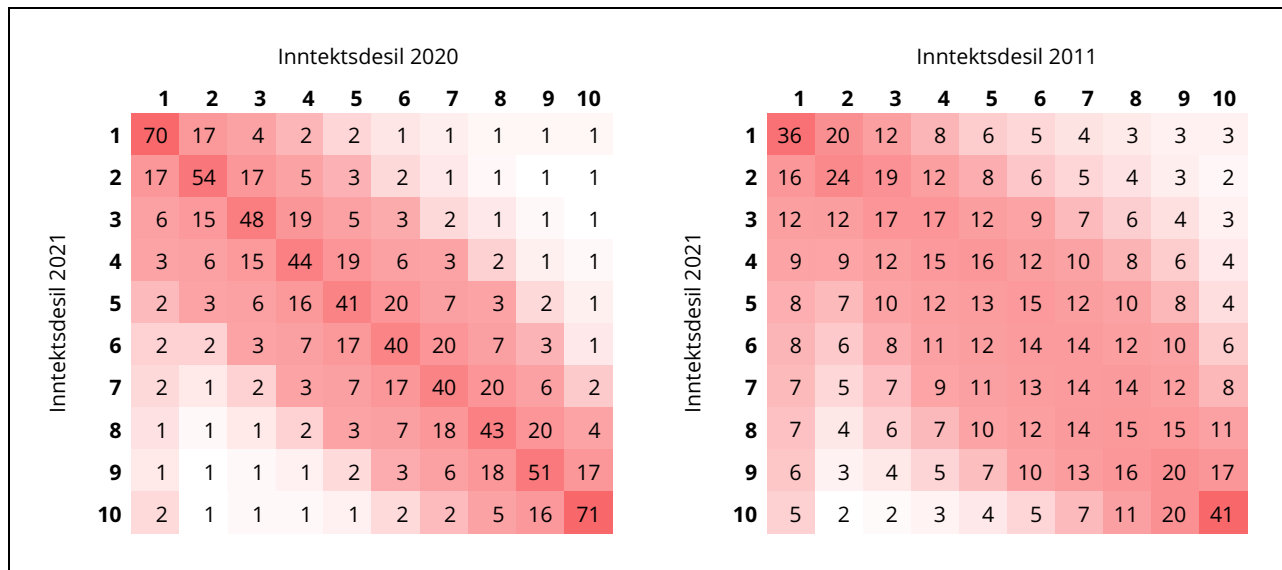 Inntektsdesil 2020
1 2 3 4 5 6 7 8 9 10
Inntektsdesil 2021
1 70 17 4 2 2 1 1 1 1 1
2 17 54 17 5 3 2 1 1 1 1
3 6 15 48 19 5 3 2 1 1 1
4 3 6 15 44 19 6 3 2 1 1
5 2 3 6 16 41 20 7 3 2 1
6 2 2 3 7 17 40 20 7 3 1
7 2 1 2 3 7 17 40 20 6 2
8 1 1 1 2 3 7 18 43 20 4
9 1 1 1 1 2 3 6 18 51 17
10 2 1 1 1 1 2 2 5 16 71
Inntektsdesil 2011
1 2 3 4 5 6 7 8 9 10
Inntektsdesil 2021
1 36 20 12 8 6 5 4 3 3 3
2 16 24 19 12 8 6 5 4 3 2
3 12 12 17 17 12 9 7 6 4 3
4 9 9 12 15 16 12 10 8 6 4
5 8 7 10 12 13 15 12 10 8 4
6 8 6 8 11 12 14 14 12 10 6
7 7 5 7 9 11 13 14 14 12 8
8 7 4 6 7 10 12 14 15 15 11
9 6 3 4 5 7 10 13 16 20 17
10 5 2 2 3 4 5 7 11 20 41